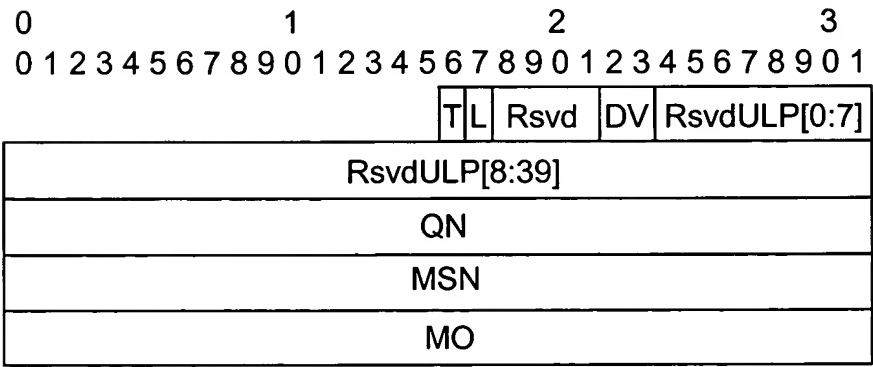 0 1 2 3
0 1 2 3 4 5 6 7 8 9 0 1 2 3 4 5 6 7 8 9 0 1 2 3 4 5 6 7 8 9 0 1
T L Rsvd DV RsvdULP[0:7]
RsvdULP[8:39]
QN
MSN
MO